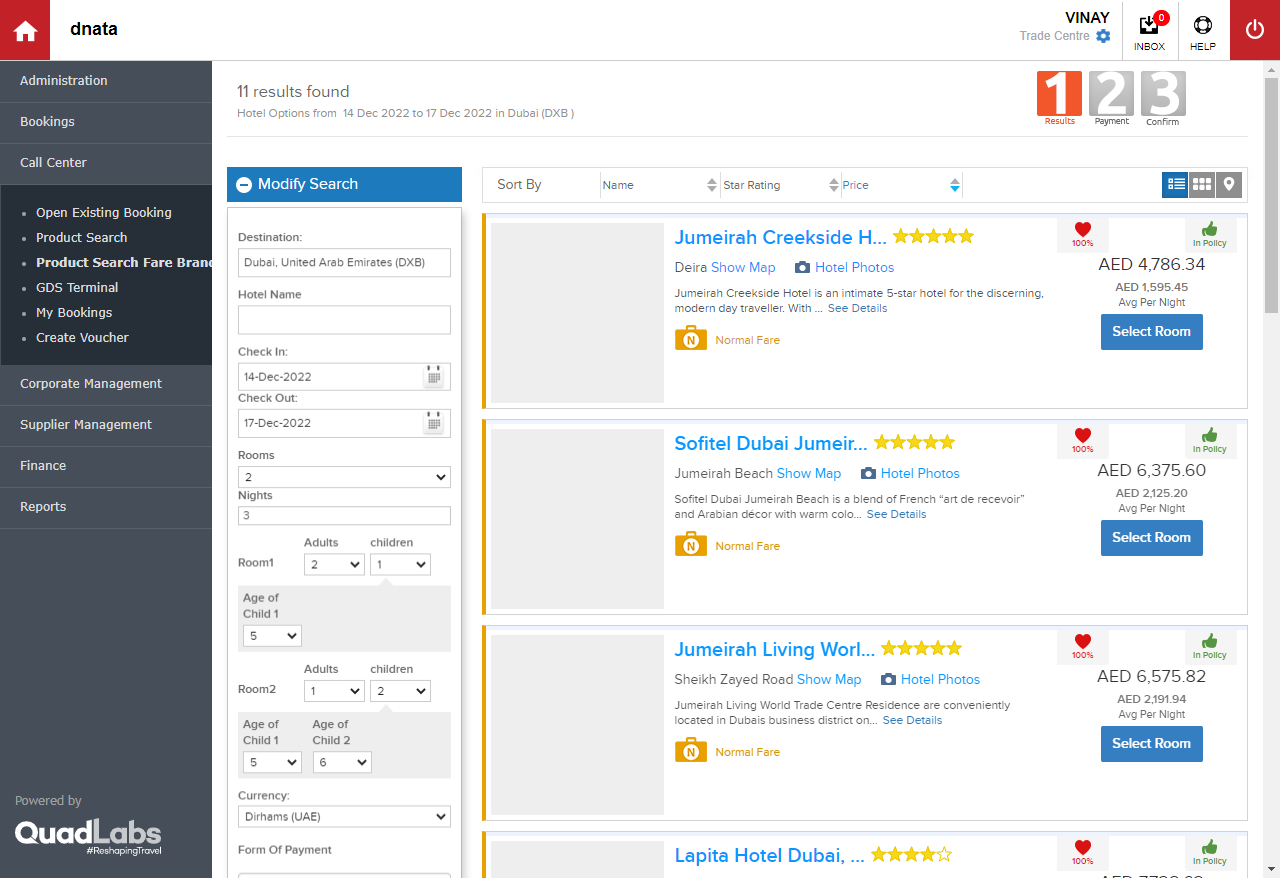 dnata
VINAY
Trade Centre
0
INBOX
HELP
Administration
Bookings
Call Center
Open Existing Booking
Product Search
Product Search Fare Bran
GDS Terminal
My Bookings
Create Voucher
Corporate Management
Supplier Management
Finance
Reports
Powered by
QuadLabs
#ReshapingTravel
11 results found
Hotel Options from 14 Dec 2022 to 17 Dec 2022 in Dubai (DXB )
1 2 3
Results Payment Confirm
Modify Search
Destination:
Dubai, United Arab Emirates (DXB)
Hotel Name
Check In:
14-Dec-2022
Check Out:
17-Dec-2022
Rooms
2
Nights
3
Adults children
Room1 2 1
Age of
Child 1
5
Adults children
Room2 1 2
Age of Age of
Child 1 Child 2
5 6
Currency:
Dirhams (UAE)
Form Of Payment
Sort By Name Star Rating Price
Jumeirah Creekside H...
Deira Show Map Hotel Photos
Jumeirah Creekside Hotel is an intimate 5-star hotel for the discerning,
modern day traveller. With ... See Details
N Normal Fare
100% In Policy
AED 4,786.34
AED 1,595.45
Avg Per Night
Select Room
Sofitel Dubai Jumeir...
Jumeirah Beach Show Map Hotel Photos
Sofitel Dubai Jumeirah Beach is a blend of French “art de recevoir”
and Arabian décor with warm colo... See Details
N Normal Fare
100% In Policy
AED 6,375.60
AED 2,125.20
Avg Per Night
Select Room
Jumeirah Living Worl...
Sheikh Zayed Road Show Map Hotel Photos
Jumeirah Living World Trade Centre Residence are conveniently
located in Dubais business district on... See Details
N Normal Fare
100% In Policy
AED 6,575.82
AED 2,191.94
Avg Per Night
Select Room
Lapita Hotel Dubai, ...
100% In Policy